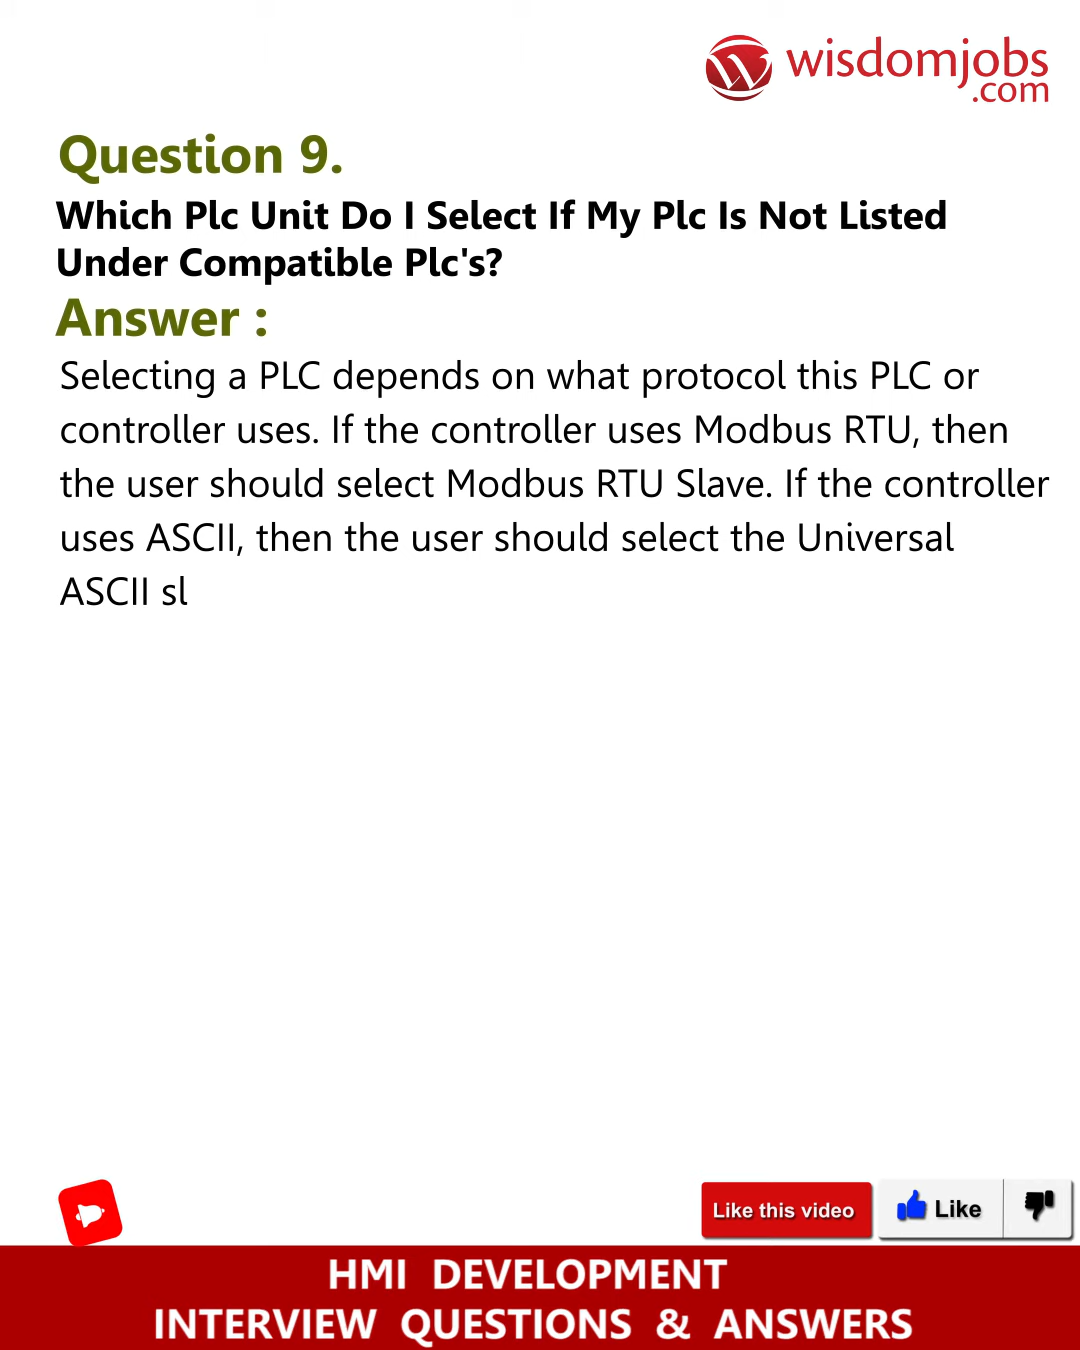 wisdomjobs
.com
Question 9.
Which Plc Unit Do I Select If My Plc Is Not Listed
Under Compatible Plc's?
Answer :
Selecting a PLC depends on what protocol this PLC or
controller uses. If the controller uses Modbus RTU, then
the user should select Modbus RTU Slave. If the controller
uses ASCII, then the user should select the Universal
ASCII sl
Like this video Like
HMI DEVELOPMENT
INTERVIEW QUESTIONS & ANSWERS